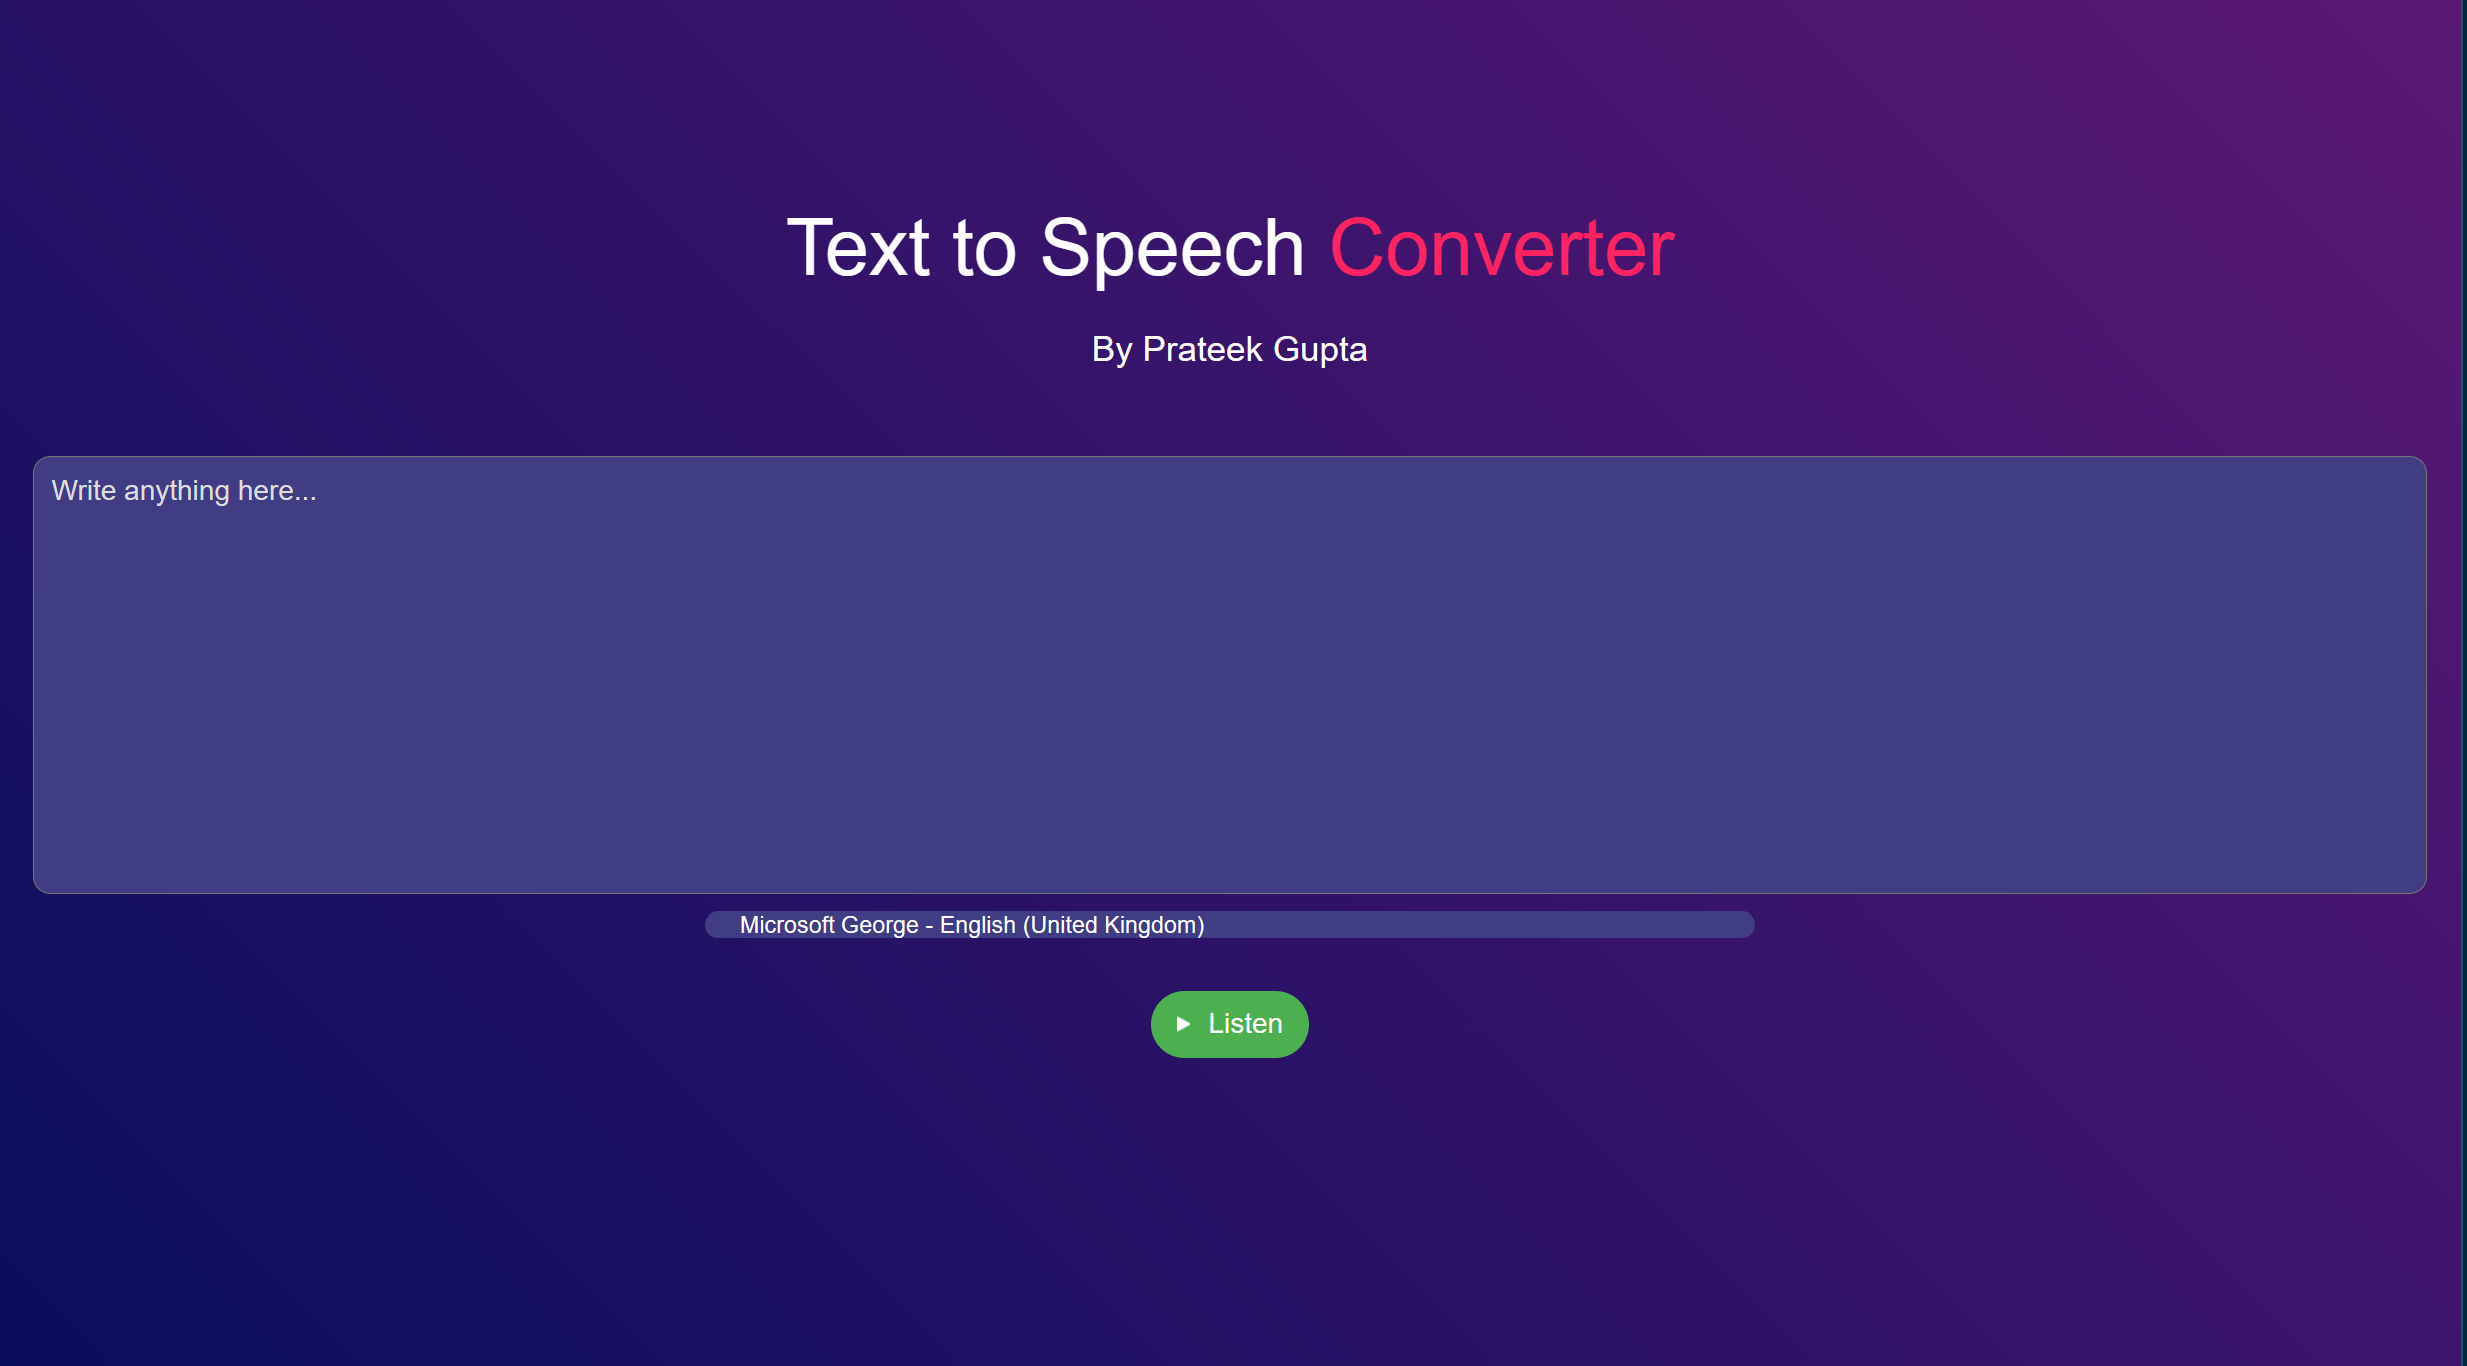 Text to Speech Converter
By Prateek Gupta
Write anything here...
Microsoft George - English (United Kingdom)
Listen